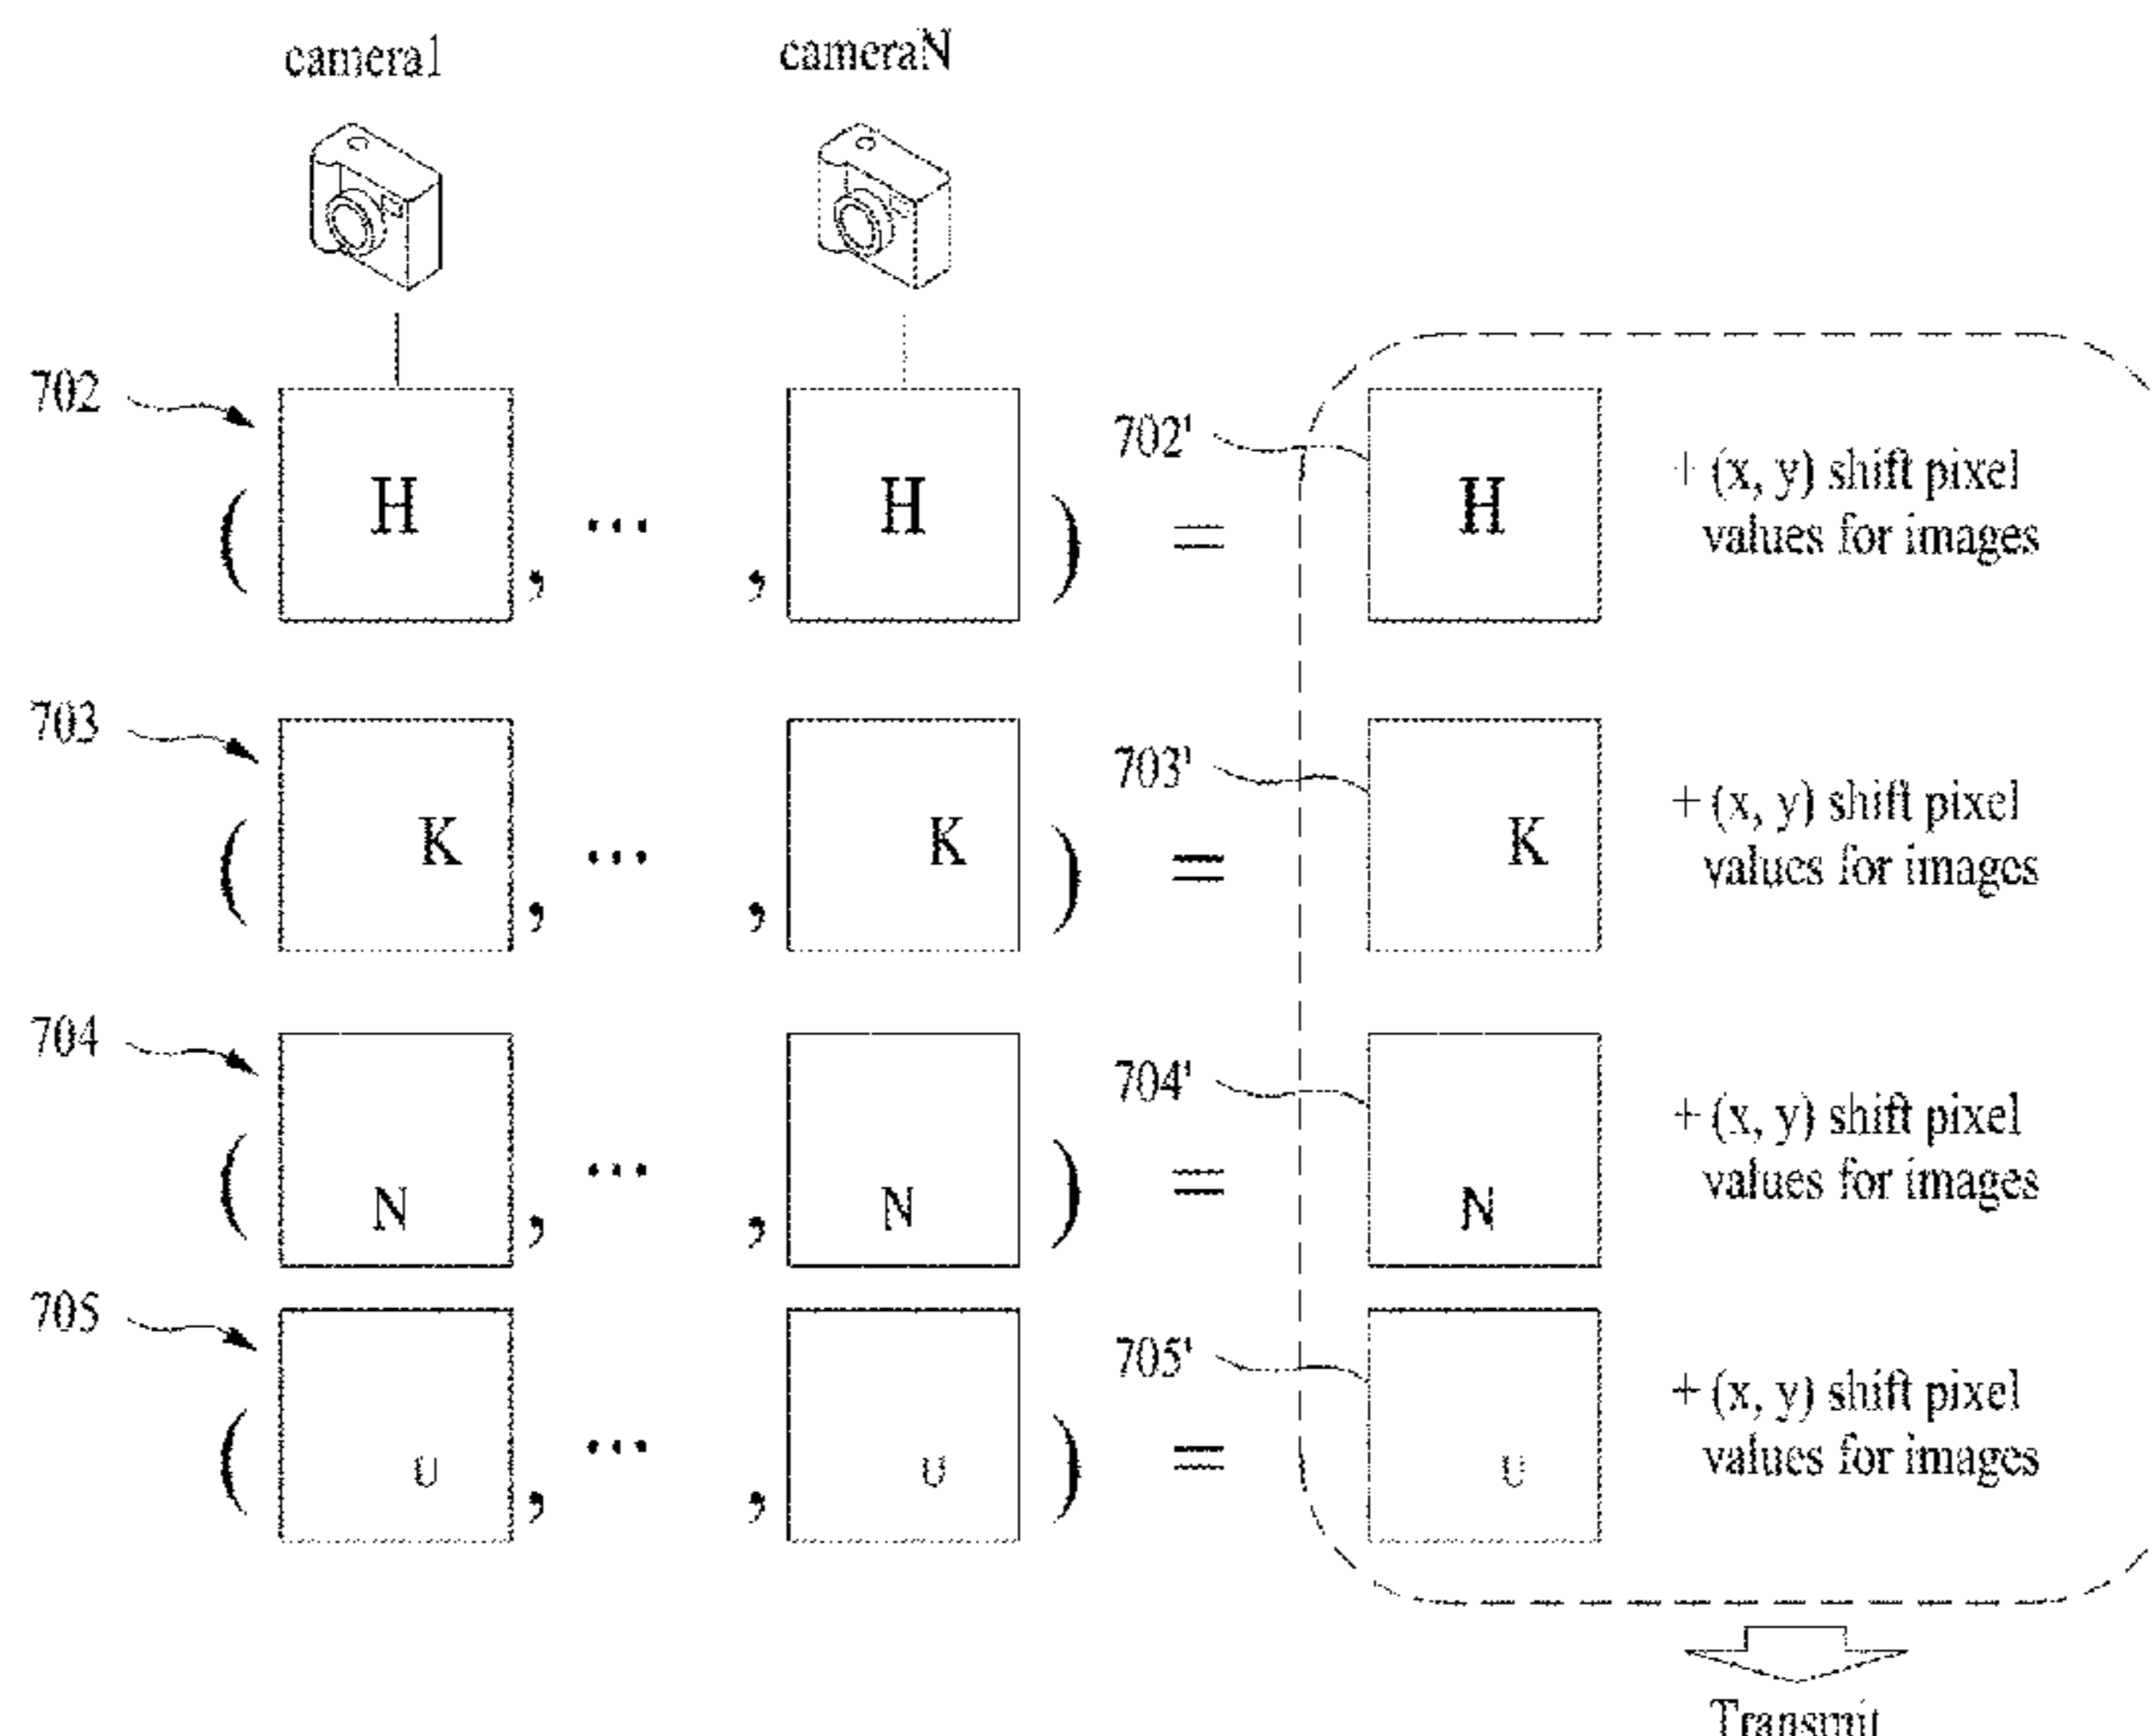 camera1 cameraN
702 702'
H , ... , H = H + (x, y) shift pixel
values for images
703 703'
( K , ... , K ) = K + (x, y) shift pixel
values for images
704 704'
( N , ... , N ) = N + (x, y) shift pixel
values for images
705 705'
( U , ... , U ) = U + (x, y) shift pixel
values for images
Transmit